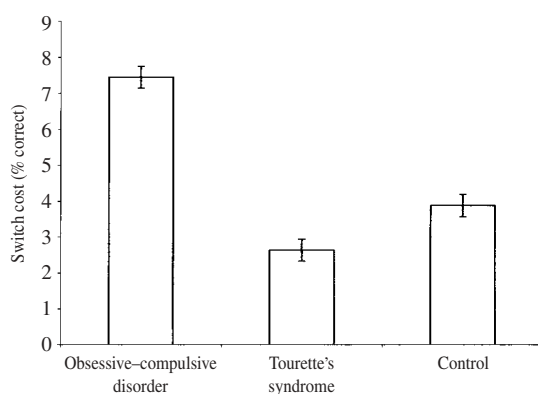 9
8
7
6
5
4
3
2
1
0
Switch cost (% correct)
Obsessive–compulsive
disorder
Tourette's
syndrome
Control